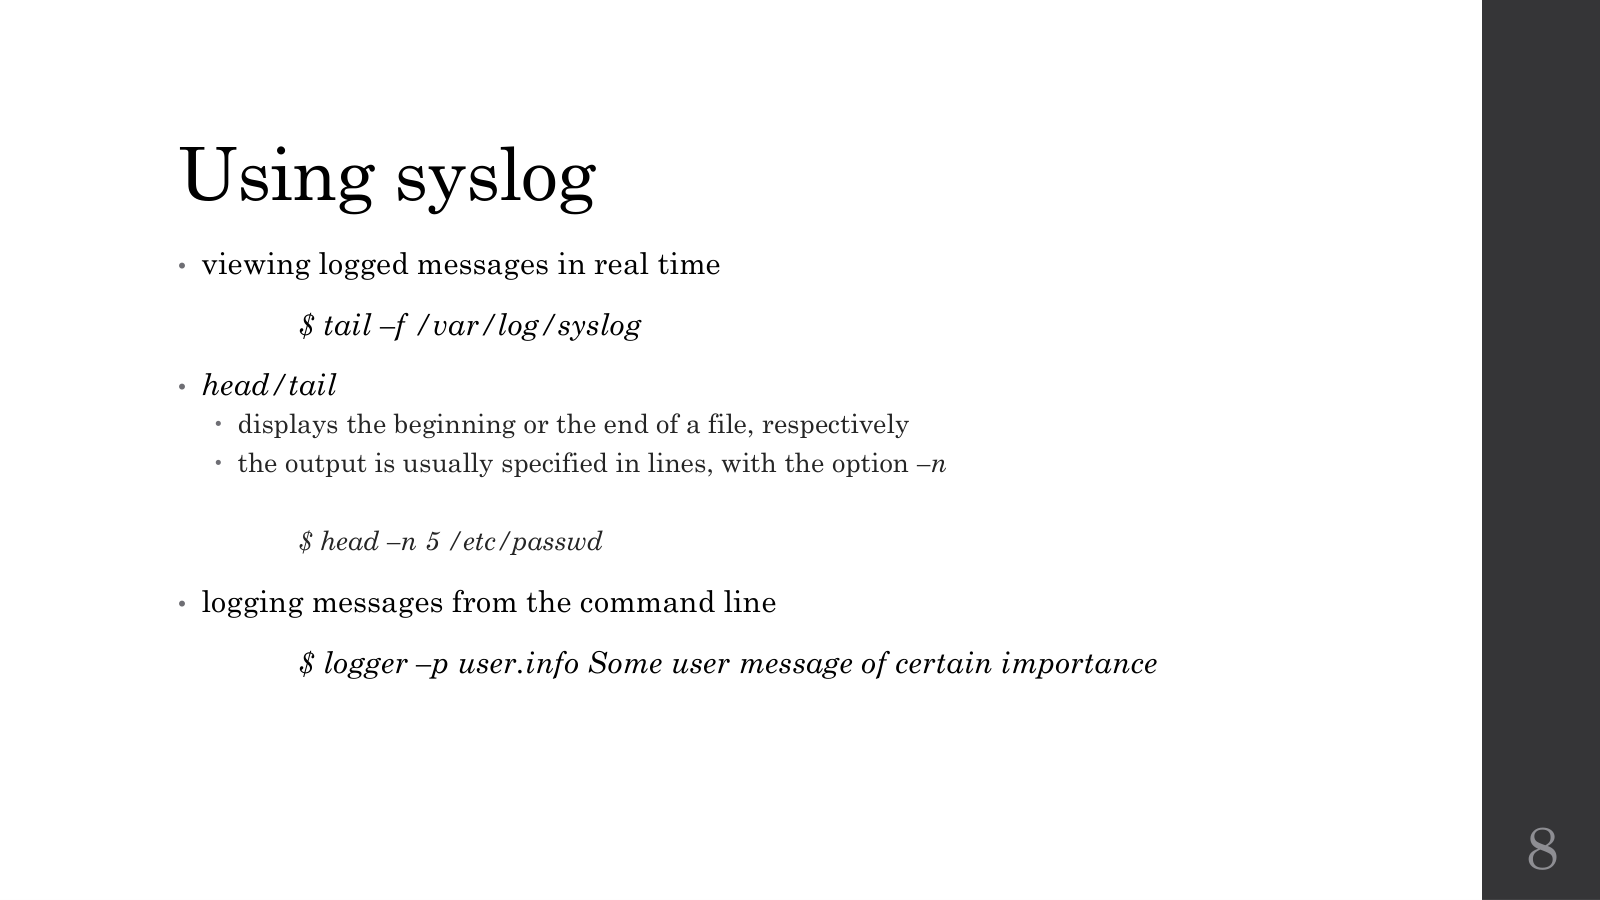 Using syslog
• viewing logged messages in real time
$ tail –f /var/log/syslog
• head/tail
• displays the beginning or the end of a file, respectively
• the output is usually specified in lines, with the option –n
$ head –n 5 /etc/passwd
• logging messages from the command line
$ logger –p user.info Some user message of certain importance
8